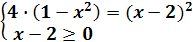 4 · (1 − x²) = (x − 2)²
x − 2 ≥ 0